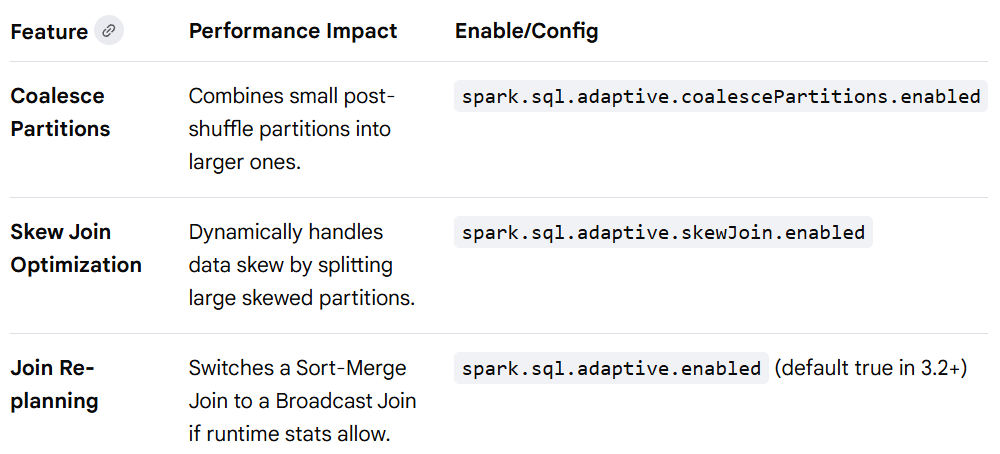 Feature Performance Impact Enable/Config
Coalesce Combines small post- spark.sql.adaptive.coalescePartitions.enabled
Partitions shuffle partitions into
larger ones.
Skew Join Dynamically handles spark.sql.adaptive.skewJoin.enabled
Optimization data skew by splitting
large skewed partitions.
Join Re- Switches a Sort-Merge spark.sql.adaptive.enabled (default true in 3.2+)
planning Join to a Broadcast Join
if runtime stats allow.